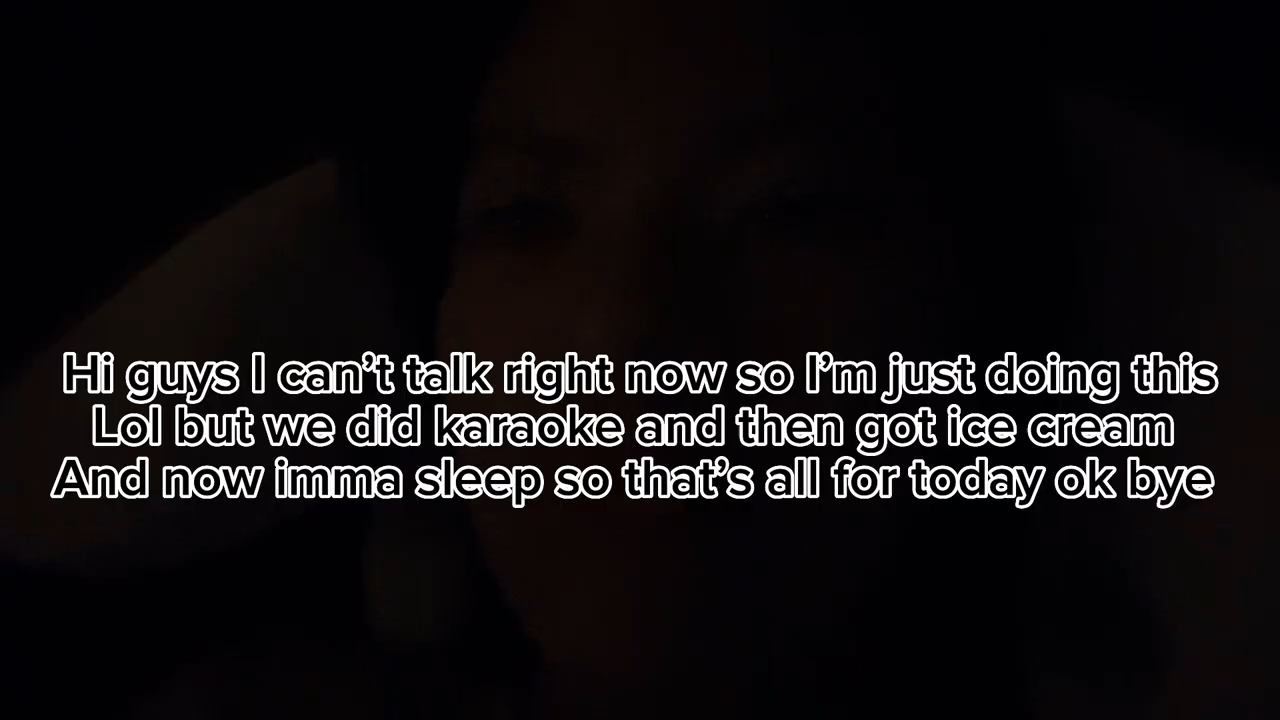 Hi guys I can’t talk right now so I’m just doing this
Lol but we did karaoke and then got ice cream
And now imma sleep so that’s all for today ok bye